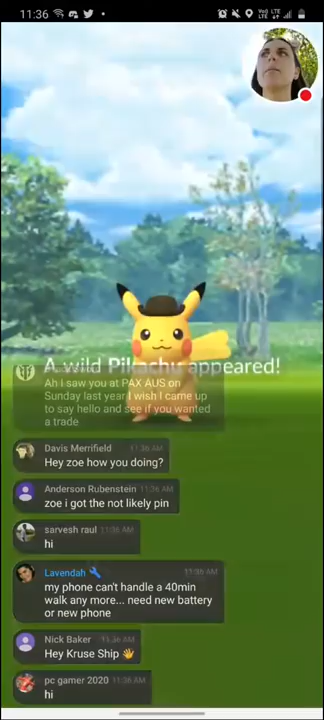 11:36
A wild Pikachu appeared!
Ah I saw you at PAX AUS on
Sunday last year I wish I came up
to say hello and see if you wanted
a trade
Davis Merrifield 11:36 AM
Hey zoe how you doing?
Anderson Rubenstein 11:36 AM
zoe i got the not likely pin
sarvesh raul 11:36 AM
hi
Lavendah 11:36 AM
my phone can't handle a 40min
walk any more... need new battery
or new phone
Nick Baker 11:36 AM
Hey Kruse Ship 👋
pc gamer 2020 11:36 AM
hi